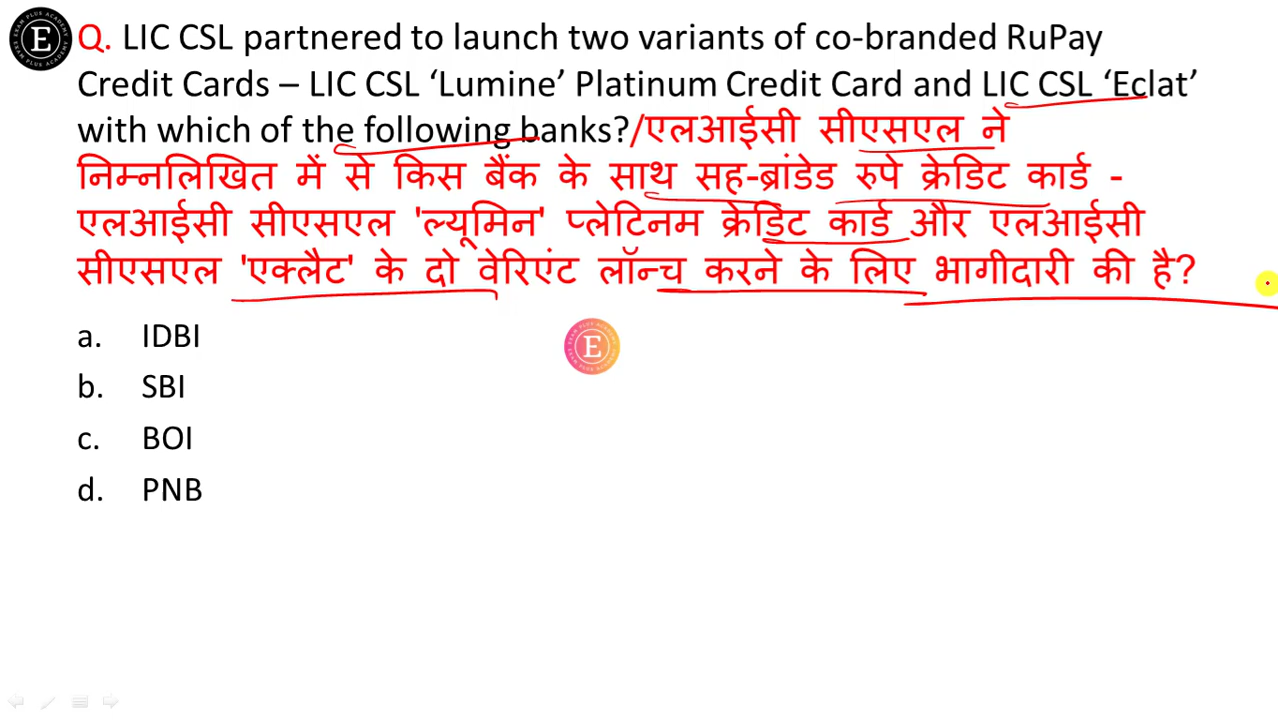 Q. LIC CSL partnered to launch two variants of co-branded RuPay
Credit Cards – LIC CSL ‘Lumine’ Platinum Credit Card and LIC CSL ‘Eclat’
with which of the following banks?/एलआईसी सीएसएल ने
निम्नलिखित में से किस बैंक के साथ सह-ब्रांडेड रुपे क्रेडिट कार्ड -
एलआईसी सीएसएल 'ल्यूमिन' प्लेटिनम क्रेडिट कार्ड और एलआईसी
सीएसएल 'एक्लैट' के दो वेरिएंट लॉन्च करने के लिए भागीदारी की है?
a. IDBI
b. SBI
c. BOI
d. PNB
E
E